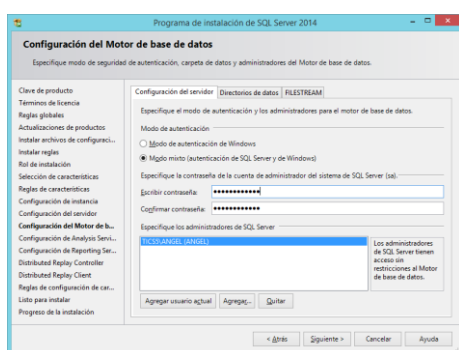 Programa de instalación de SQL Server 2014
Configuración del Motor de base de datos
Especifique modo de seguridad de autenticación, carpeta de datos y administradores del Motor de base de datos.
Clave de producto
Términos de licencia
Reglas globales
Actualizaciones de productos
Instalar archivos de configuraci...
Instalar reglas
Rol de instalación
Selección de características
Reglas de características
Configuración de instancia
Configuración del servidor
Configuración del Motor de b...
Configuración de Analysis Servi...
Configuración de Reporting Ser...
Distributed Replay Controller
Distributed Replay Client
Reglas de configuración de car...
Listo para instalar
Progreso de la instalación
Configuración del servidor
Directorios de datos
FILESTREAM
Especifique el modo de autenticación y los administradores para el motor de base de datos.
Modo de autenticación
Modo de autenticación de Windows
Modo mixto (autenticación de SQL Server y de Windows)
Especifique la contraseña de la cuenta de administrador del sistema de SQL Server (sa).
Escribir contraseña:
••••••••••••
Confirmar contraseña:
••••••••••••
Especifique los administradores de SQL Server
TICS5\ANGEL (ANGEL)
Los administradores
de SQL Server tienen
acceso sin
restricciones al Motor
de base de datos.
Agregar usuario actual
Agregar...
Quitar
< Atrás
Siguiente >
Cancelar
Ayuda